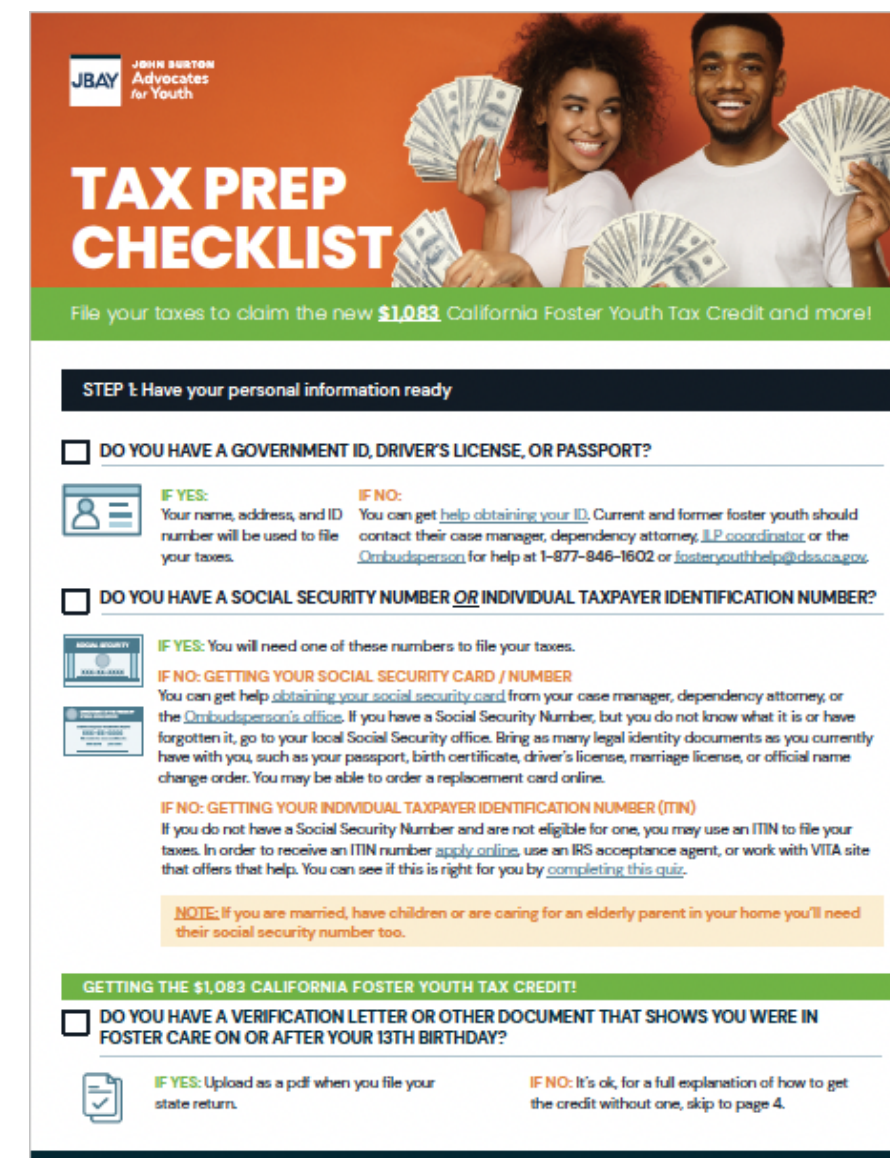 JBAY
JOHN BURTON
Advocates
for Youth
TAX PREP
CHECKLIST
File your taxes to claim the new $1,083 California Foster Youth Tax Credit and more!
STEP 1: Have your personal information ready
DO YOU HAVE A GOVERNMENT ID, DRIVER'S LICENSE, OR PASSPORT?
IF YES:
Your name, address, and ID
number will be used to file
your taxes.
IF NO:
You can get help obtaining your ID. Current and former foster youth should
contact their case manager, dependency attorney, ILP coordinator or the
Ombudsperson for help at 1-877-846-1602 or fosteryouthhelp@dss.ca.gov.
DO YOU HAVE A SOCIAL SECURITY NUMBER OR INDIVIDUAL TAXPAYER IDENTIFICATION NUMBER?
SOCIAL SECURITY
XXX-XX-XXXX
IF YES: You will need one of these numbers to file your taxes.
IF NO: GETTING YOUR SOCIAL SECURITY CARD / NUMBER
You can get help obtaining your social security card from your case manager, dependency attorney, or
the Ombudsperson's office. If you have a Social Security Number, but you do not know what it is or have
forgotten it, go to your local Social Security office. Bring as many legal identity documents as you currently
have with you, such as your passport, birth certificate, driver's license, marriage license, or official name
change order. You may be able to order a replacement card online.
IF NO: GETTING YOUR INDIVIDUAL TAXPAYER IDENTIFICATION NUMBER (ITIN)
If you do not have a Social Security Number and are not eligible for one, you may use an ITIN to file your
taxes. In order to receive an ITIN number apply online, use an IRS acceptance agent, or work with VITA site
that offers that help. You can see if this is right for you by completing this quiz.
NOTE: If you are married, have children or are caring for an elderly parent in your home you'll need
their social security number too.
GETTING THE $1,083 CALIFORNIA FOSTER YOUTH TAX CREDIT!
DO YOU HAVE A VERIFICATION LETTER OR OTHER DOCUMENT THAT SHOWS YOU WERE IN
FOSTER CARE ON OR AFTER YOUR 13TH BIRTHDAY?
IF YES: Upload as a pdf when you file your
state return.
IF NO: It's ok, for a full explanation of how to get
the credit without one, skip to page 4.